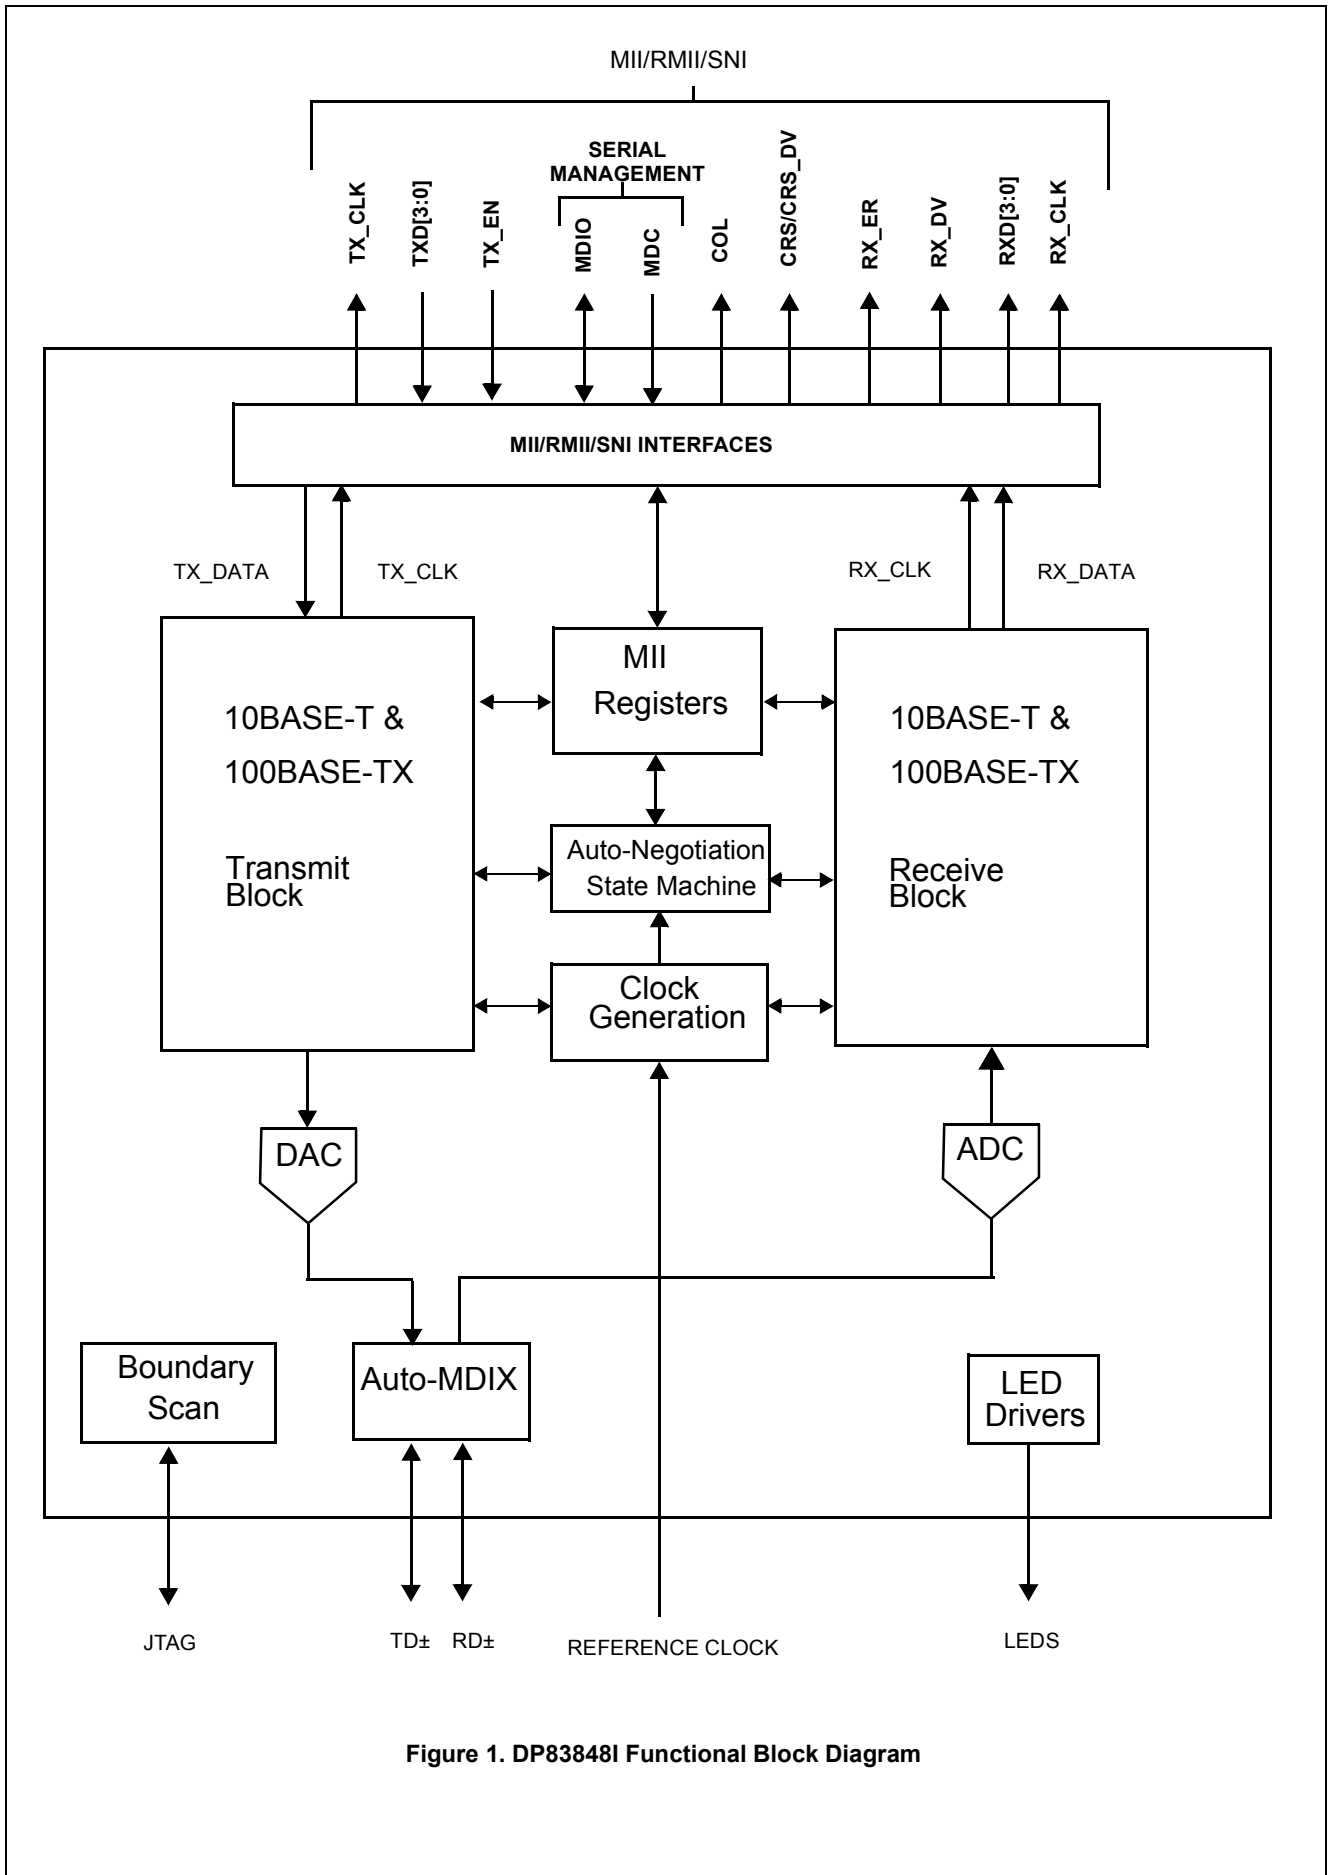 MII/RMII/SNI
SERIAL
MANAGEMENT
TX_CLK
TXD[3:0]
TX_EN
MDIO
MDC
COL
CRS/CRS_DV
RX_ER
RX_DV
RXD[3:0]
RX_CLK
MII/RMII/SNI INTERFACES
TX_DATA
TX_CLK
RX_CLK
RX_DATA
10BASE-T &
100BASE-TX
Transmit
Block
MII
Registers
10BASE-T &
100BASE-TX
Receive
Block
Auto-Negotiation
State Machine
Clock
Generation
DAC
ADC
Boundary
Scan
Auto-MDIX
LED
Drivers
JTAG
TD±
RD±
REFERENCE CLOCK
LEDS
Figure 1. DP83848I Functional Block Diagram